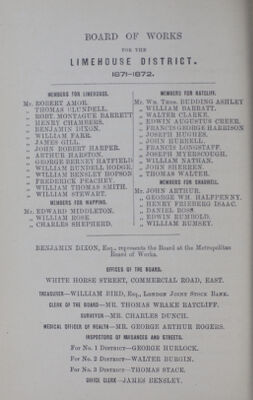 BOARD OF WORKS
FOR THE
LIMEHOUSE DISTRICT.
1871-1872.
MEMBERS FOR LIMEHOUSE.
Mr. ROBERT AMOR.
" THOMAS BLUNDELL.
" ROBT. MONTAGUE BARRETT
" HENRY CHAMBERS.
" BENJAMIN DIXON.
" WILLIAM FARR.
" JAMES GILL.
" JOHN ROBERT HARPER.
" ARTHUR HARSTON.
" GEORGE BERNEY HATFIELD
" WILLIAM RUNDELL HODGE.
" WILLIAM BENSLEY HOPSON
" FREDERICK PEACHEY.
" WILLIAM THOMAS SMITH.
" WILLIAM STEWART.
MEMBERS FOR WAPPING.
Mr. EDWARD MIDDLETON.
" WILLIAM ROSE.
" CHARLES SHEPHERD.
MEMBERS FOR RATCLIFF.
Mr. WM. THOS. BUDDING ASHLEY
" WILLIAM BARRATT.
" WALTER CLARKE.
" EDWIN AUGUSTUS CREER.
" FRANCIS GEORGE HARRISON
" JOSEPH HUGHES.
" JOHN HURRELL.
" FRANCIS LONGSTAFF.
" JOSEPH MYERSCOUGH.
" WILLIAM NATHAN.
" JOHN SHERREN.
" THOMAS WALTER.
MEMBERS FOR SHADWELL.
Mr. JOHN ARTHUR.
" GEORGE WM. HALFPENNY.
" HENRY FRIEBERG ISAAC.
" DANIEL ROSS
" EDWIN RUMBOLD.
" WILLIAM RUMSEY.
BENJAMIN DIXON, Esq., represents the Board at the Metropolitan
Board of Works.
OFFICES OF THE BOARD.
WHITE HORSE STREET, COMMERCIAL ROAD, EAST.
TREASURER—WILLIAM BIRD, Esq., LONDON JOINT STOCK BANK.
CLERK OF THE BOARD—MR. THOMAS WRAKE RATCLIFF.
SURVEYOR—MR. CHARLES DUNCH.
MEDICAL OFFICER OF HEALTH—MR. GEORGE ARTHUR ROGERS.
INSPECTORS OF NUISANCES AND STREETS.
For No. 1 DISTRICT—GEORGE HURLOCK.
For No. 2 DISTRICT—WALTER BURGIN.
For No. 3 DISTRICT—THOMAS STACE.
OFFICE CLERK—JAMES BENSLEY.